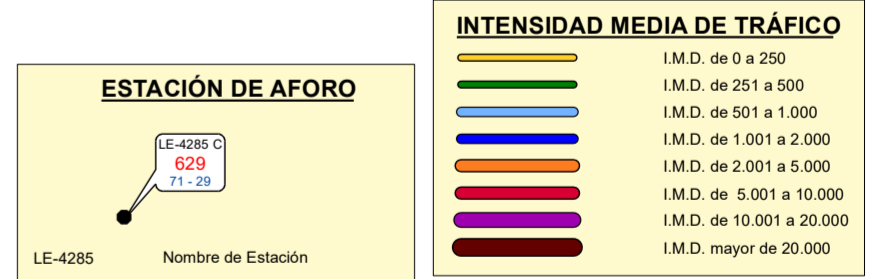 ESTACIÓN DE AFORO
LE-4285 C
629
71 - 29
LE-4285 Nombre de Estación
INTENSIDAD MEDIA DE TRÁFICO
I.M.D. de 0 a 250
I.M.D. de 251 a 500
I.M.D. de 501 a 1.000
I.M.D. de 1.001 a 2.000
I.M.D. de 2.001 a 5.000
I.M.D. de 5.001 a 10.000
I.M.D. de 10.001 a 20.000
I.M.D. mayor de 20.000